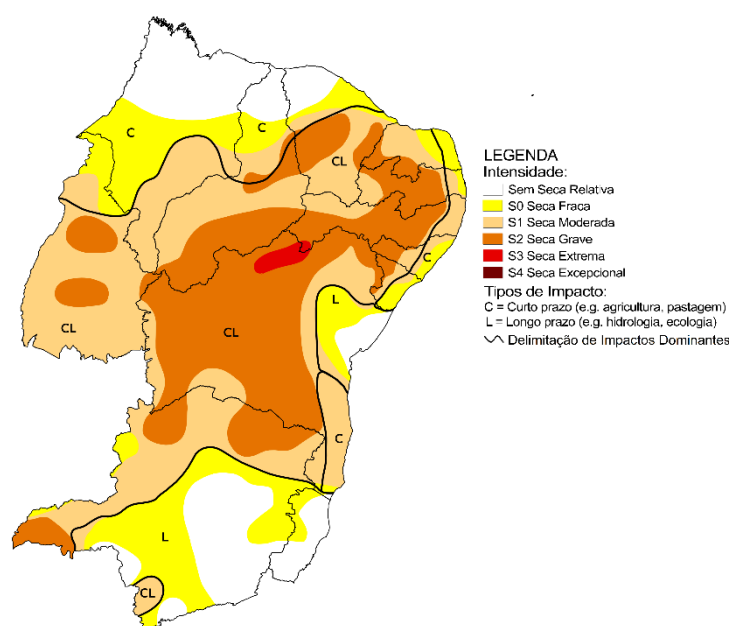 C
C
CL
CL
C
L
CL
C
L
CL
LEGENDA
Intensidade:
Sem Seca Relativa
S0 Seca Fraca
S1 Seca Moderada
S2 Seca Grave
S3 Seca Extrema
S4 Seca Excepcional
Tipos de Impacto:
C = Curto prazo (e.g. agricultura, pastagem)
L = Longo prazo (e.g. hidrologia, ecologia)
Delimitação de Impactos Dominantes